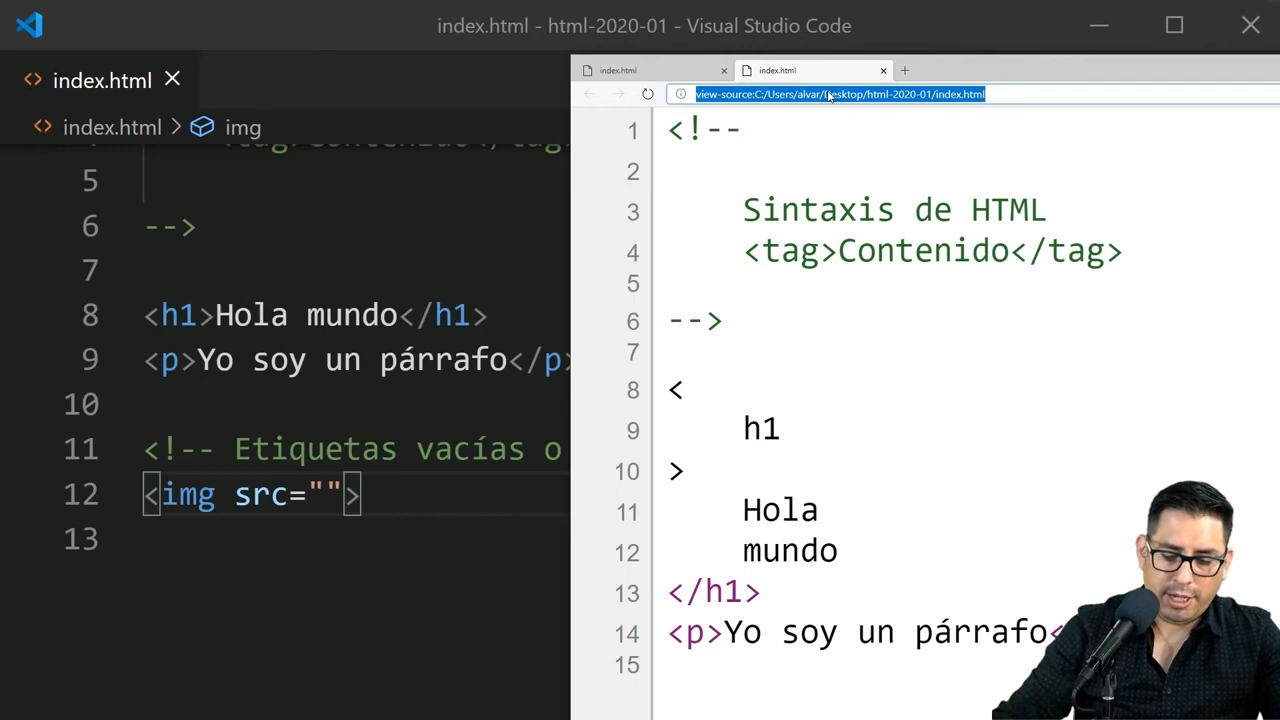 index.html - html-2020-01 - Visual Studio Code
index.html
index.html > img
5
6 -->
7
8 <h1>Hola mundo</h1>
9 <p>Yo soy un párrafo</p>
10
11 <!-- Etiquetas vacías o
12 <img src="">
13
index.html
index.html
view-source:C:/Users/alvar/Desktop/html-2020-01/index.html
1 <!--
2
3 Sintaxis de HTML
4 <tag>Contenido</tag>
5
6 -->
7
8 <
9 h1
10 >
11 Hola
12 mundo
13 </h1>
14 <p>Yo soy un párrafo<
15